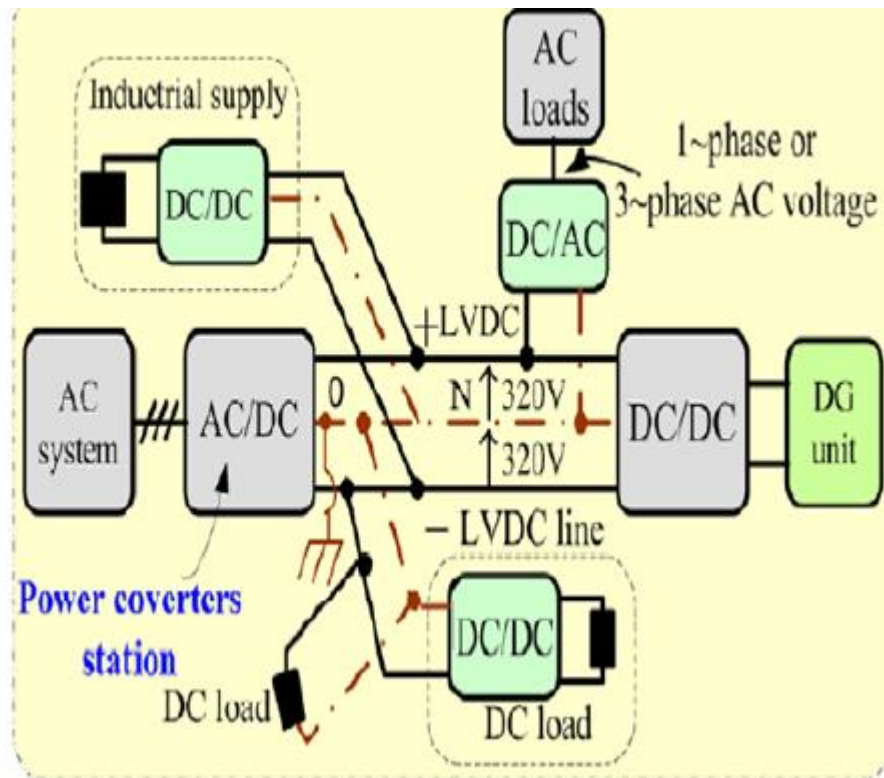 AC
loads
Inductrial supply
1~phase or
3~phase AC voltage
DC/DC
DC/AC
+LVDC
AC
system
AC/DC
0
N
320V
320V
DC/DC
DG
unit
− LVDC line
Power coverters
station
DC/DC
DC load
DC load